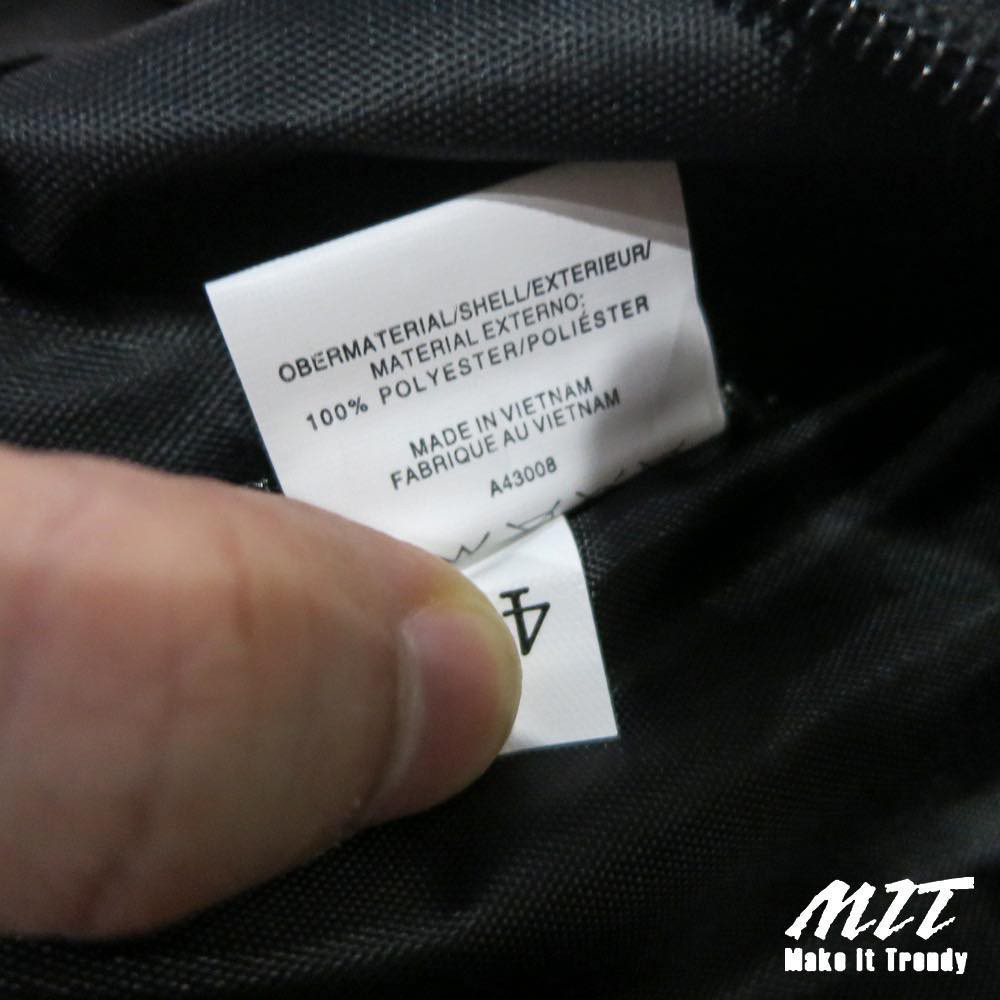 OBERMATERIAL/SHELL/EXTERIEUR/
MATERIAL EXTERNO:
100% POLYESTER/POLIÉSTER
MADE IN VIETNAM
FABRIQUE AU VIETNAM
A43008
4
MIT
Make It Trendy